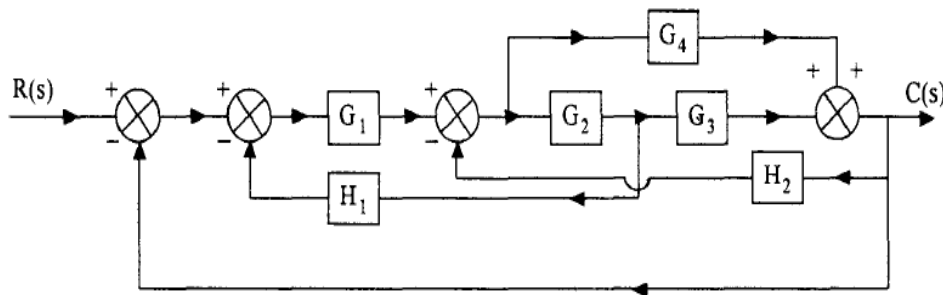 G₄
+ +
R(s) + + + C(s)
G₁ G₂ G₃
− − −
H₂
H₁